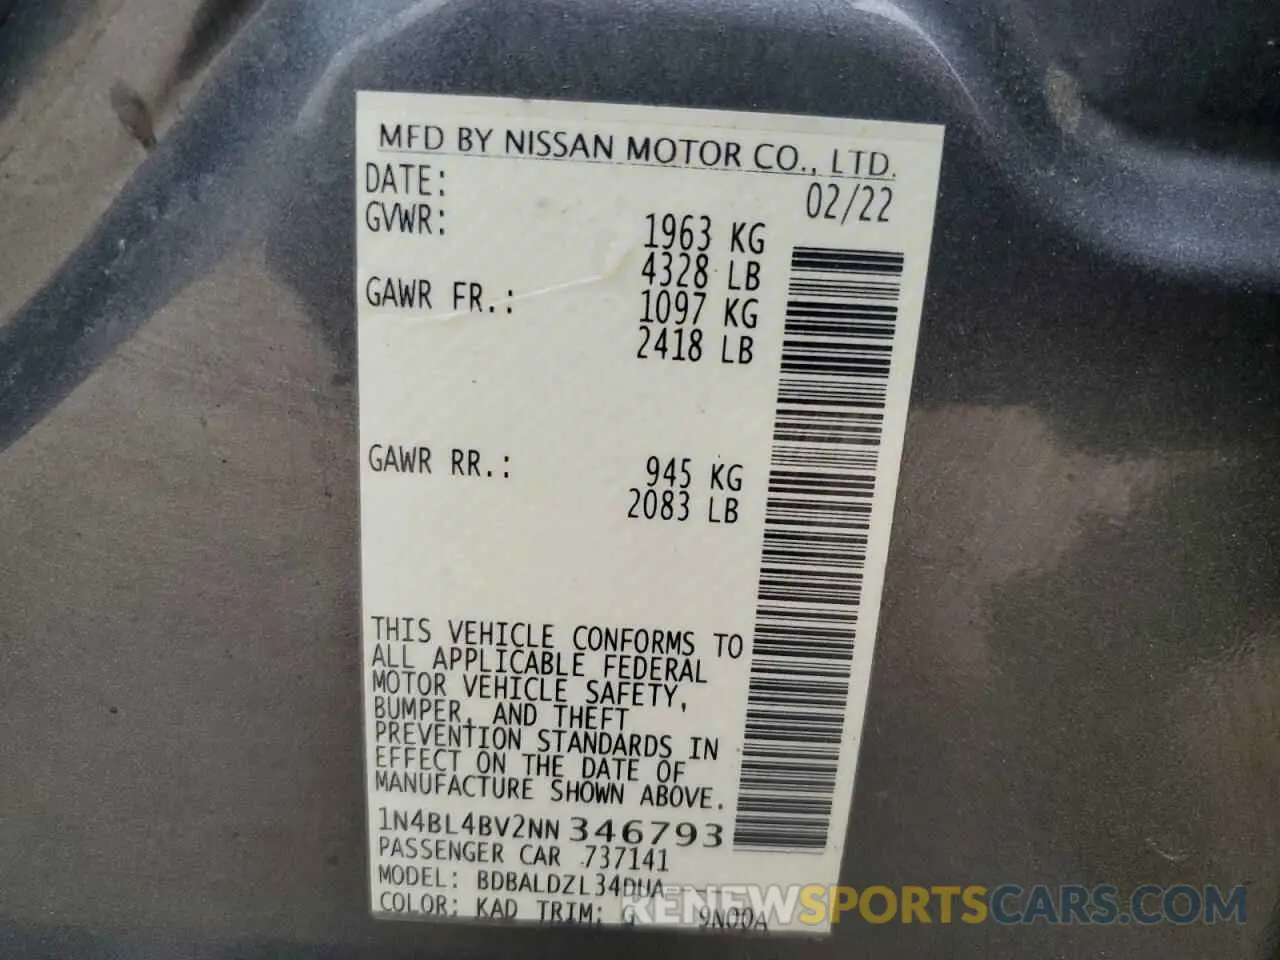 MFD BY NISSAN MOTOR CO., LTD.
DATE: 02/22
GVWR: 1963 KG
4328 LB
GAWR FR.: 1097 KG
2418 LB
GAWR RR.: 945 KG
2083 LB
THIS VEHICLE CONFORMS TO
ALL APPLICABLE FEDERAL
MOTOR VEHICLE SAFETY,
BUMPER, AND THEFT
PREVENTION STANDARDS IN
EFFECT ON THE DATE OF
MANUFACTURE SHOWN ABOVE.
1N4BL4BV2NN346793
PASSENGER CAR 737141
MODEL: BDBALDZL34DUA
COLOR: KAD TRIM: G 9N00A
RENEWSPORTSCARS.COM